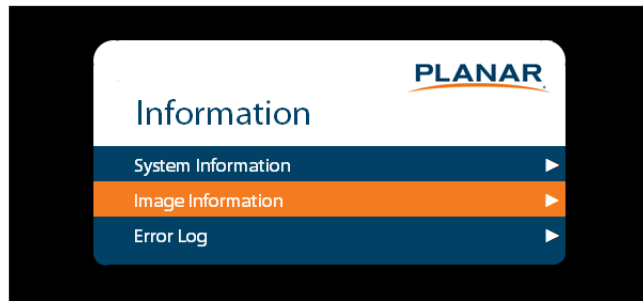 PLANAR
Information
System Information
Image Information
Error Log